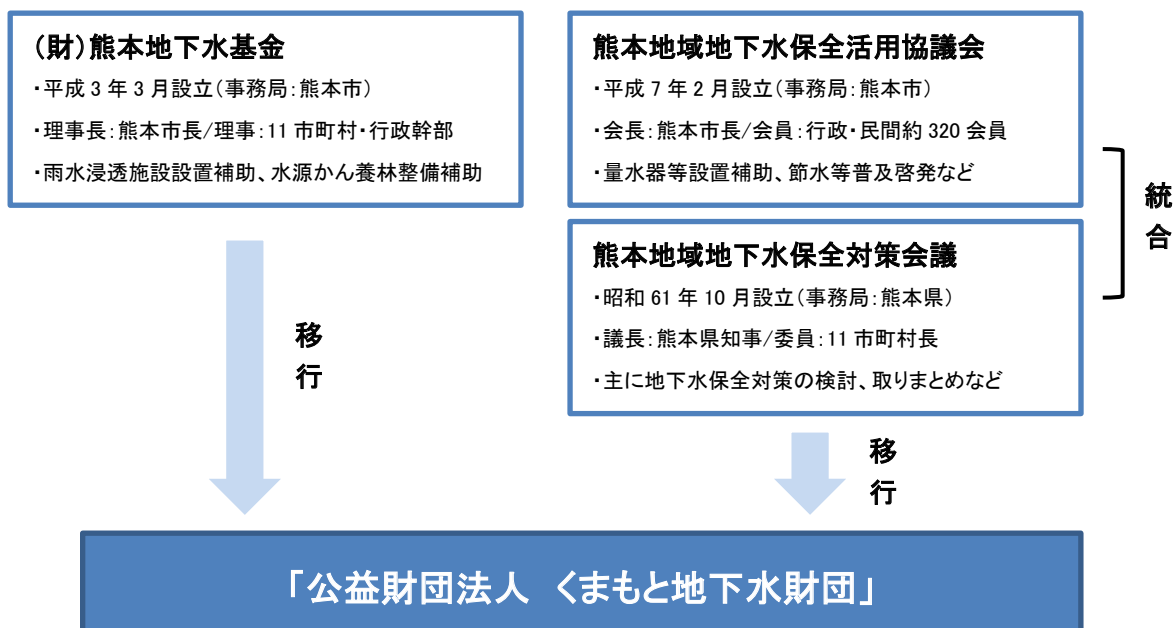 （財）熊本地下水基金
・平成 3 年 3 月設立（事務局：熊本市）
・理事長：熊本市長/理事：11 市町村・行政幹部
・雨水浸透施設設置補助、水源かん養林整備補助
熊本地域地下水保全活用協議会
・平成 7 年 2 月設立（事務局：熊本市）
・会長：熊本市長/会員：行政・民間約 320 会員
・量水器等設置補助、節水等普及啓発など
熊本地域地下水保全対策会議
・昭和 61 年 10 月設立（事務局：熊本県）
・議長：熊本県知事/委員：11 市町村長
・主に地下水保全対策の検討、取りまとめなど
統合
移行
移行
「公益財団法人　くまもと地下水財団」